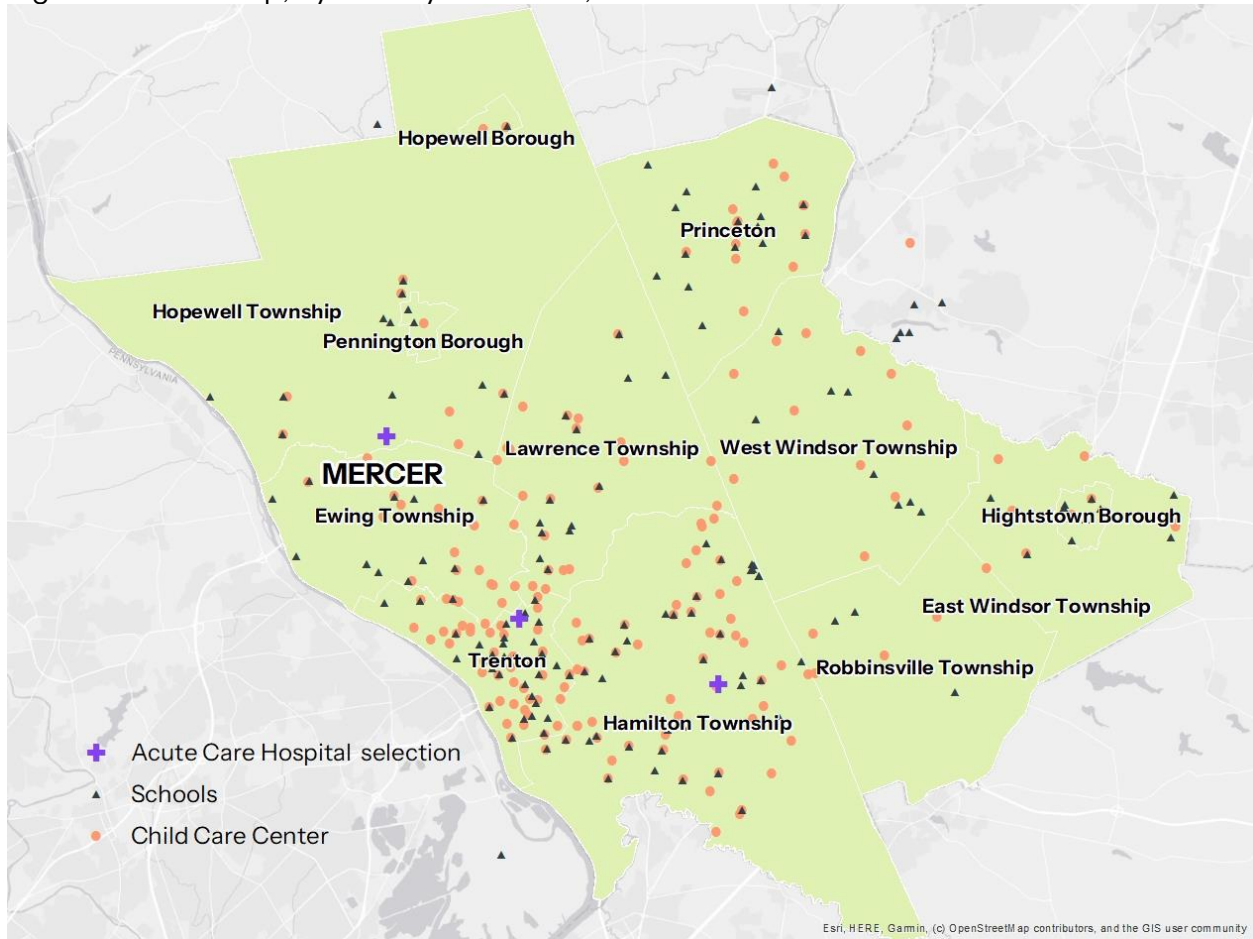 Hopewell Borough
Princeton
Hopewell Township
Pennington Borough
PENNSYLVANIA
Lawrence Township
West Windsor Township
MERCER
Ewing Township
Hightstown Borough
East Windsor Township
Trenton
Robbinsville Township
Hamilton Township
Acute Care Hospital selection
Schools
Child Care Center
Esri, HERE, Garmin, (c) OpenStreetMap contributors, and the GIS user community